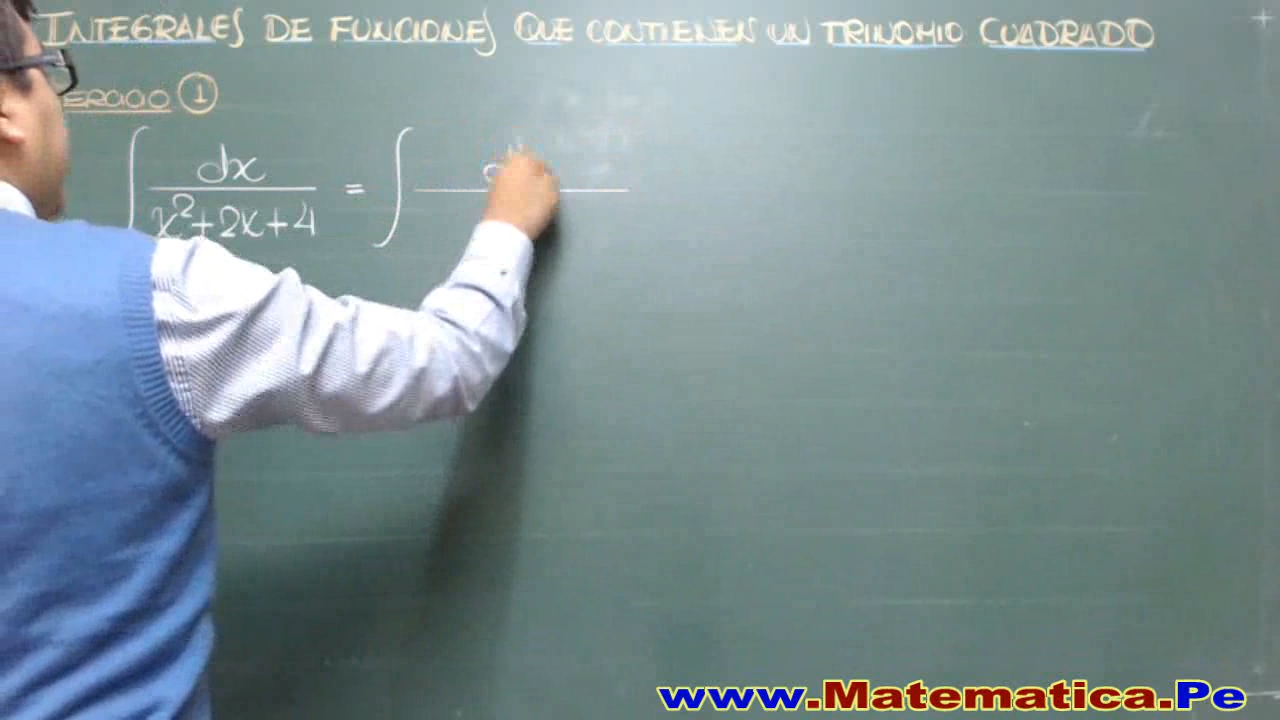 INTEGRALES DE FUNCIONES QUE CONTIENEN UN TRINOMIO CUADRADO
①
∫ dx / (x²+2x+4) = ∫
www.Matematica.Pe